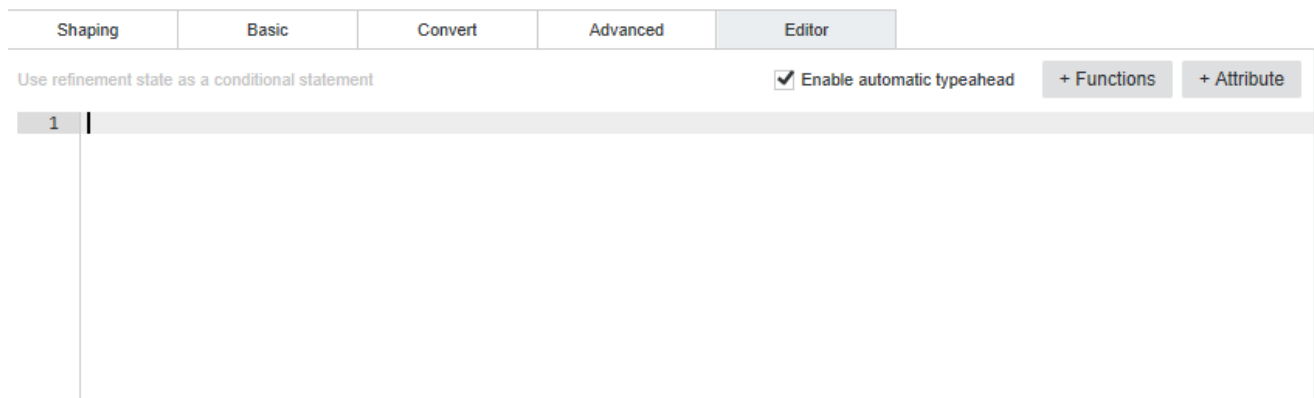 Shaping Basic Convert Advanced Editor
Use refinement state as a conditional statement Enable automatic typeahead + Functions + Attribute
1